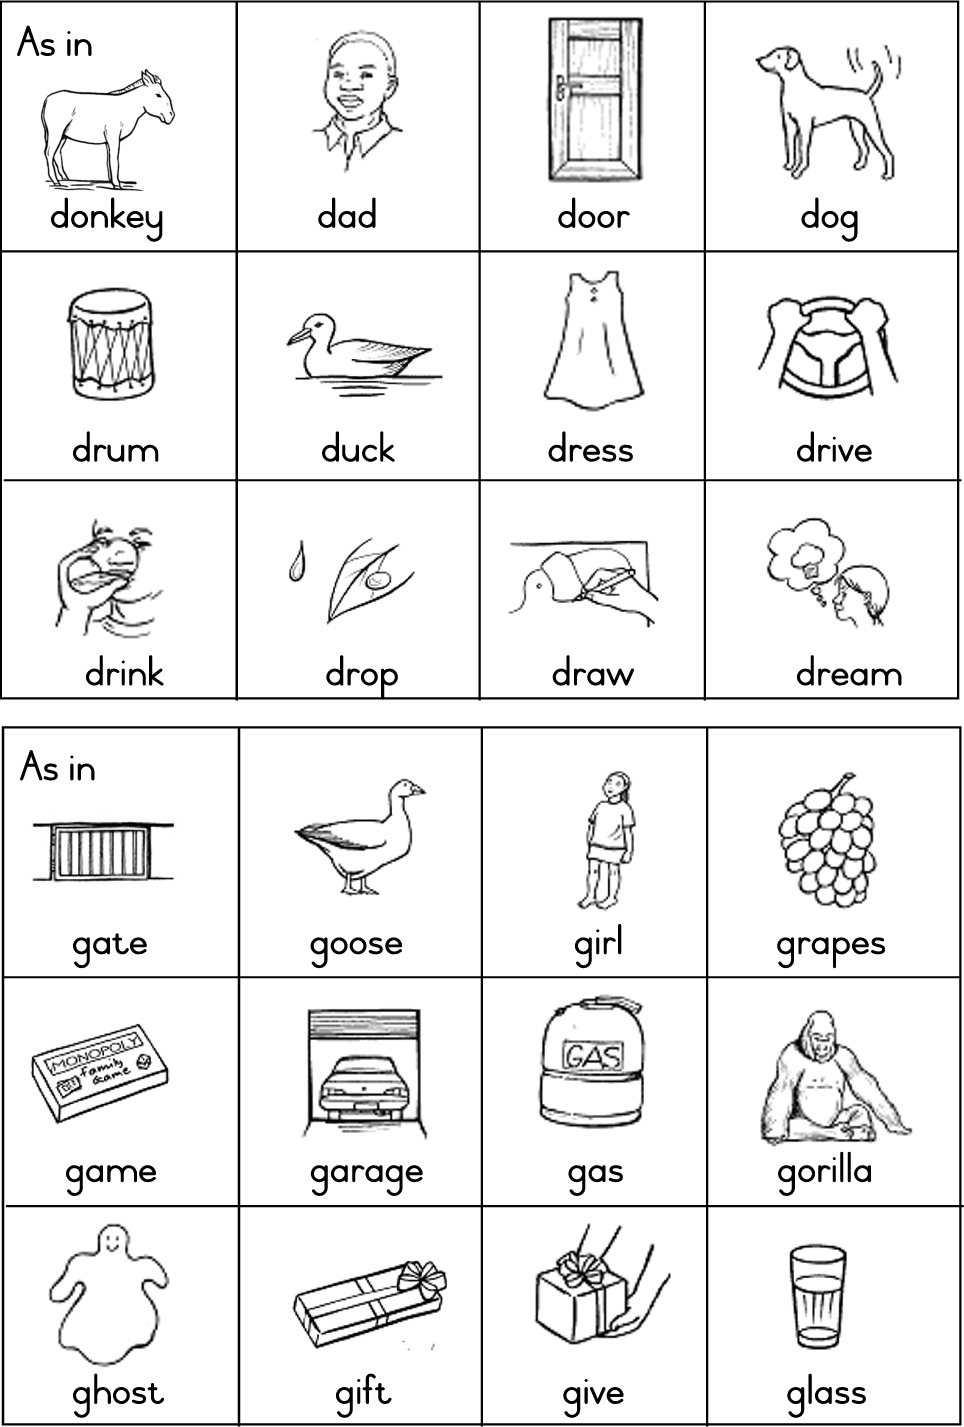 As in
donkey
dad
door
dog
drum
duck
dress
drive
drink
drop
draw
dream
As in
gate
goose
girl
grapes
MONOPOLY
family
Game
game
garage
GAS
gas
gorilla
ghost
gift
give
glass